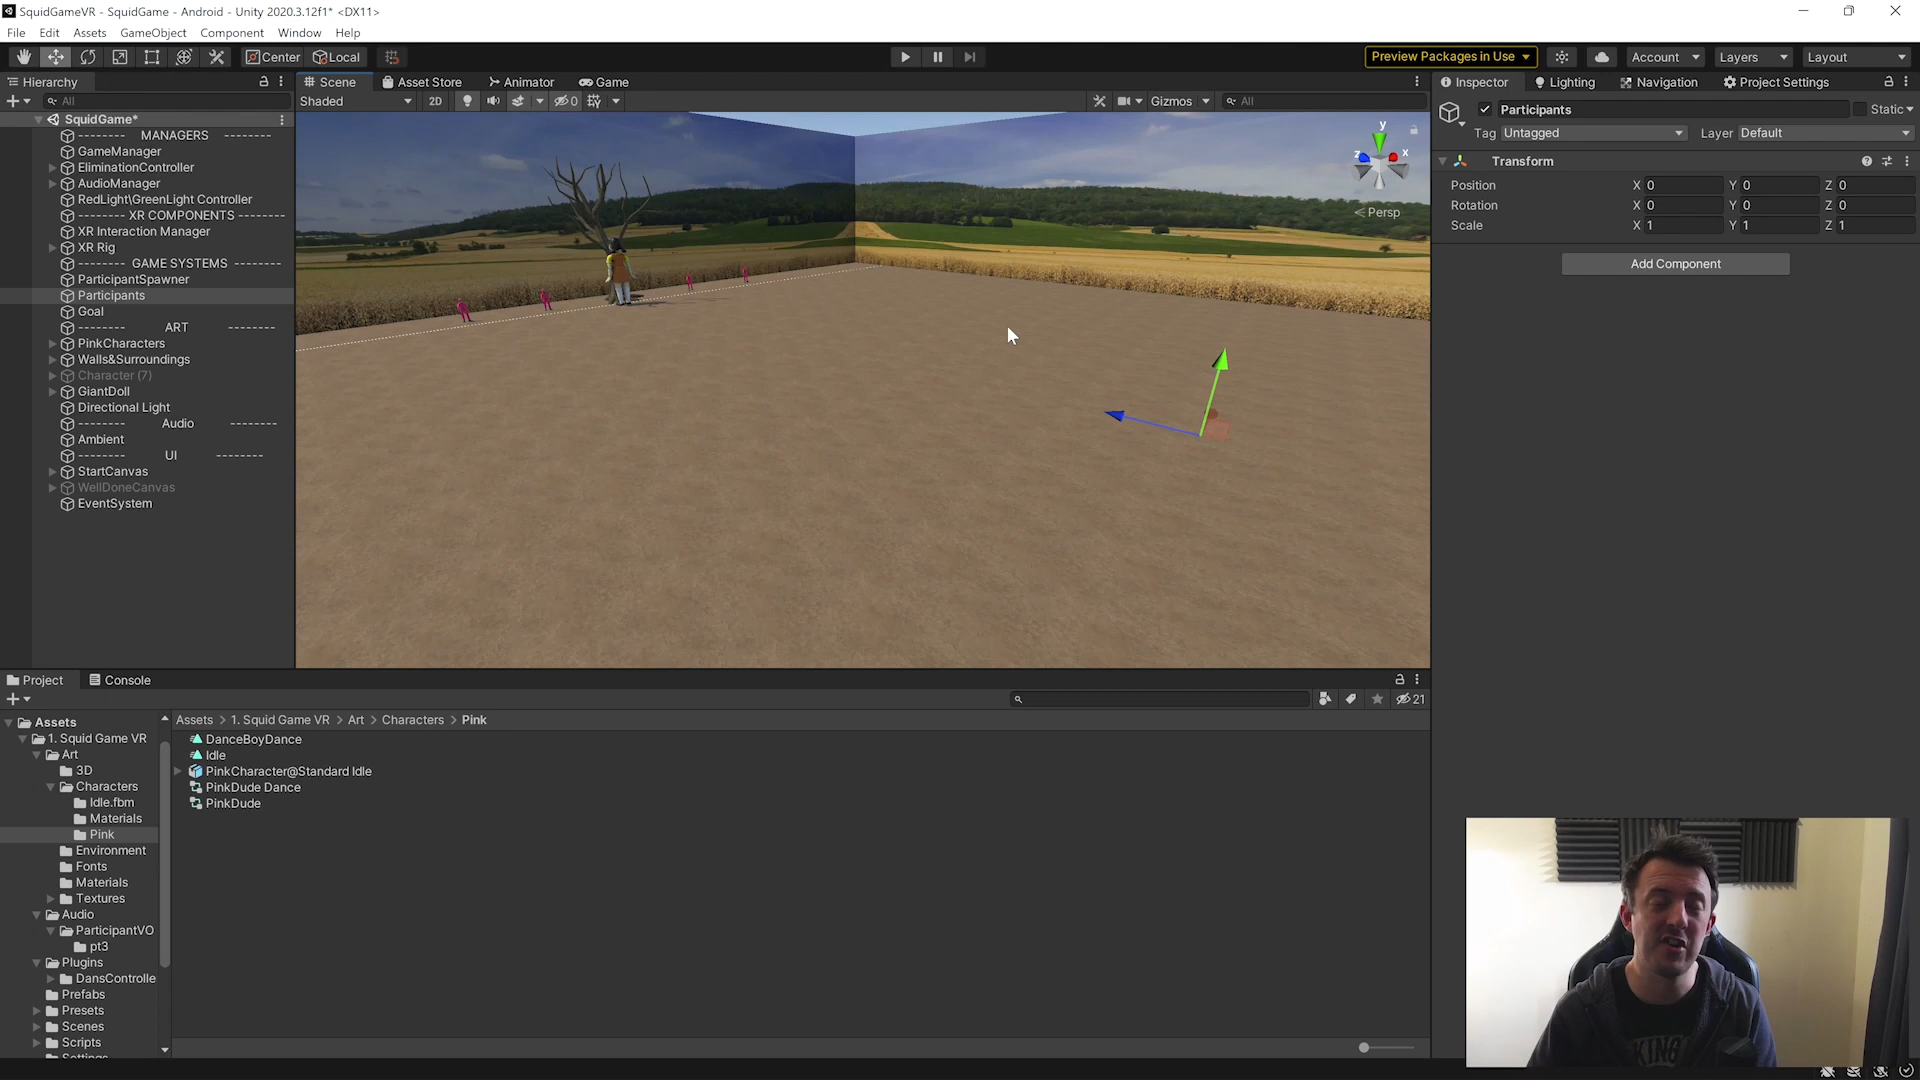 SquidGameVR - SquidGame - Android - Unity 2020.3.12f1* <DX11>
File Edit Assets GameObject Component Window Help
Center Local
Preview Packages in Use
Account Layers Layout
Hierarchy
Scene Asset Store Animator Game
Inspector Lighting Navigation Project Settings
All
Shaded 2D 0 Gizmos All
SquidGame*
-------- MANAGERS --------
GameManager
EliminationController
AudioManager
RedLight\GreenLight Controller
-------- XR COMPONENTS --------
XR Interaction Manager
XR Rig
-------- GAME SYSTEMS --------
ParticipantSpawner
Participants
Goal
-------- ART --------
PinkCharacters
Walls&Surroundings
Character (7)
GiantDoll
Directional Light
-------- Audio --------
Ambient
-------- UI --------
StartCanvas
WellDoneCanvas
EventSystem
y
z x
< Persp
Participants Static
Tag Untagged Layer Default
Transform
Position X 0 Y 0 Z 0
Rotation X 0 Y 0 Z 0
Scale X 1 Y 1 Z 1
Add Component
Project Console
21
Assets
1. Squid Game VR
Art
3D
Characters
Idle.fbm
Materials
Pink
Environment
Fonts
Materials
Textures
Audio
ParticipantVO
pt3
Plugins
DansControlle
Prefabs
Presets
Scenes
Scripts
Settings
Assets > 1. Squid Game VR > Art > Characters > Pink
DanceBoyDance
Idle
PinkCharacter@Standard Idle
PinkDude Dance
PinkDude